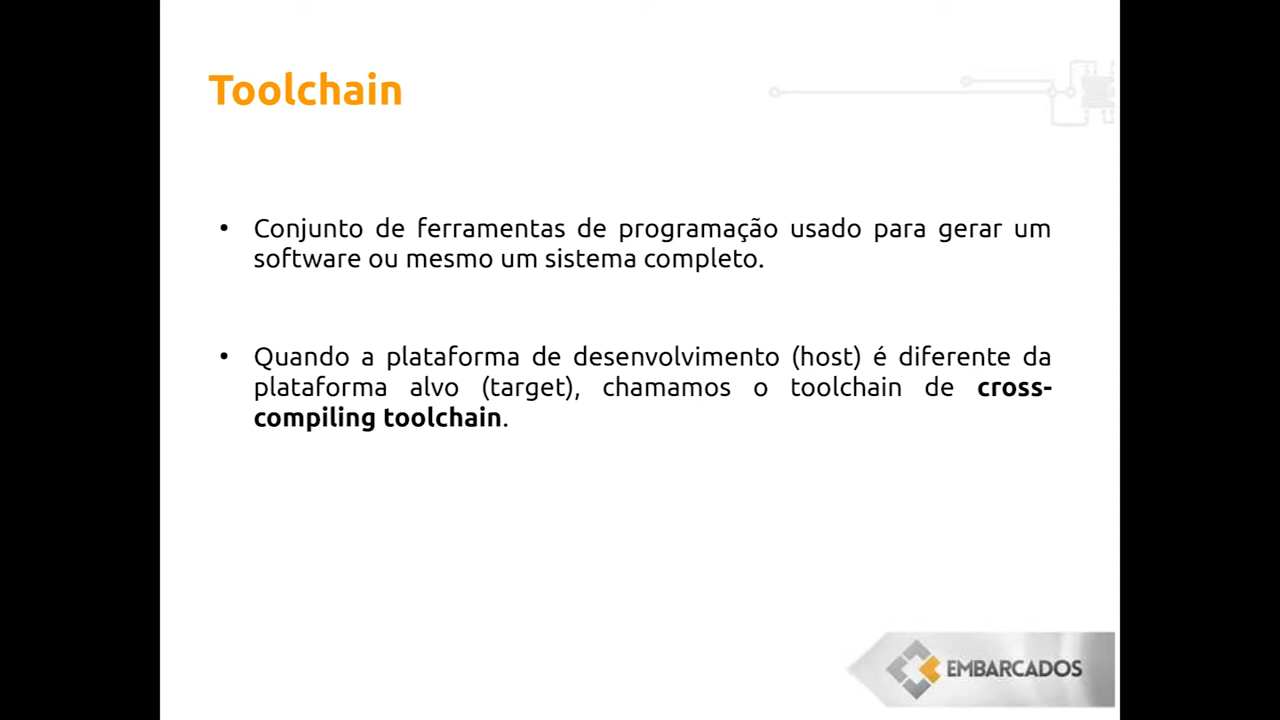 Toolchain
• Conjunto de ferramentas de programação usado para gerar um
software ou mesmo um sistema completo.
• Quando a plataforma de desenvolvimento (host) é diferente da
plataforma alvo (target), chamamos o toolchain de cross-
compiling toolchain.
EMBARCADOS